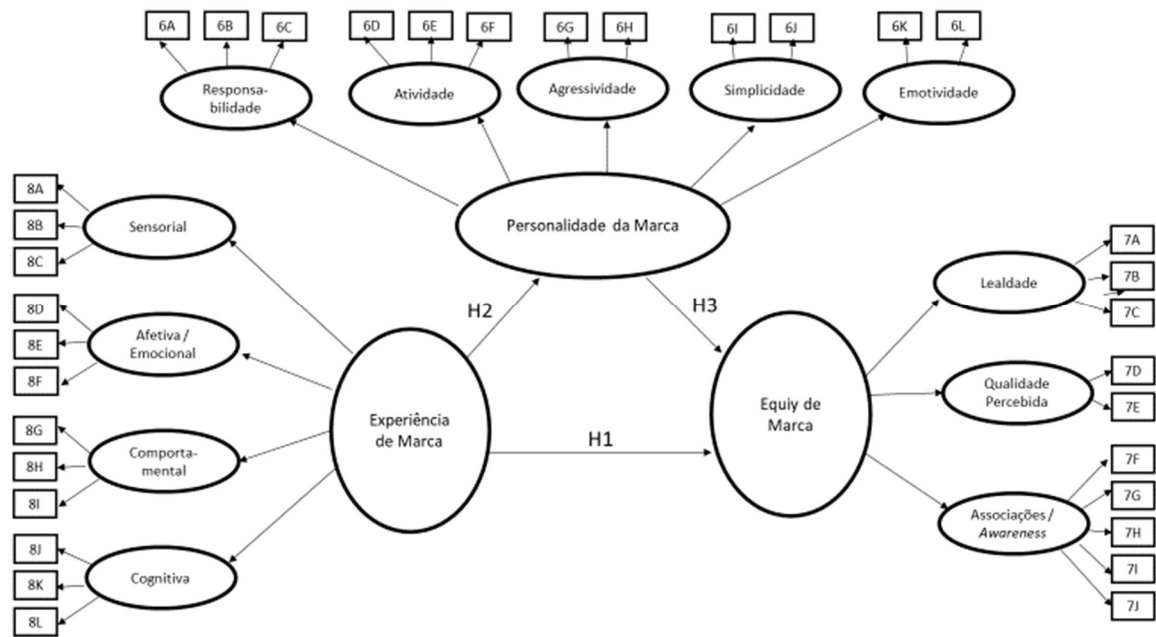 6A
6B
6C
6D
6E
6F
6G
6H
6I
6J
6K
6L
Responsa-
bilidade
Atividade
Agressividade
Simplicidade
Emotividade
8A
8B
8C
Sensorial
Personalidade da Marca
7A
7B
7C
Lealdade
H2
H3
8D
8E
8F
Afetiva /
Emocional
Experiência
de Marca
H1
Equiy de
Marca
Qualidade
Percebida
7D
7E
8G
8H
8I
Comporta-
mental
Associações /
Awareness
7F
7G
7H
7I
7J
8J
8K
8L
Cognitiva